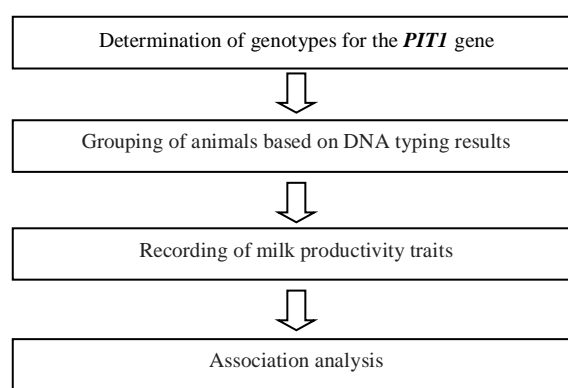 Determination of genotypes for the PIT1 gene
Grouping of animals based on DNA typing results
Recording of milk productivity traits
Association analysis